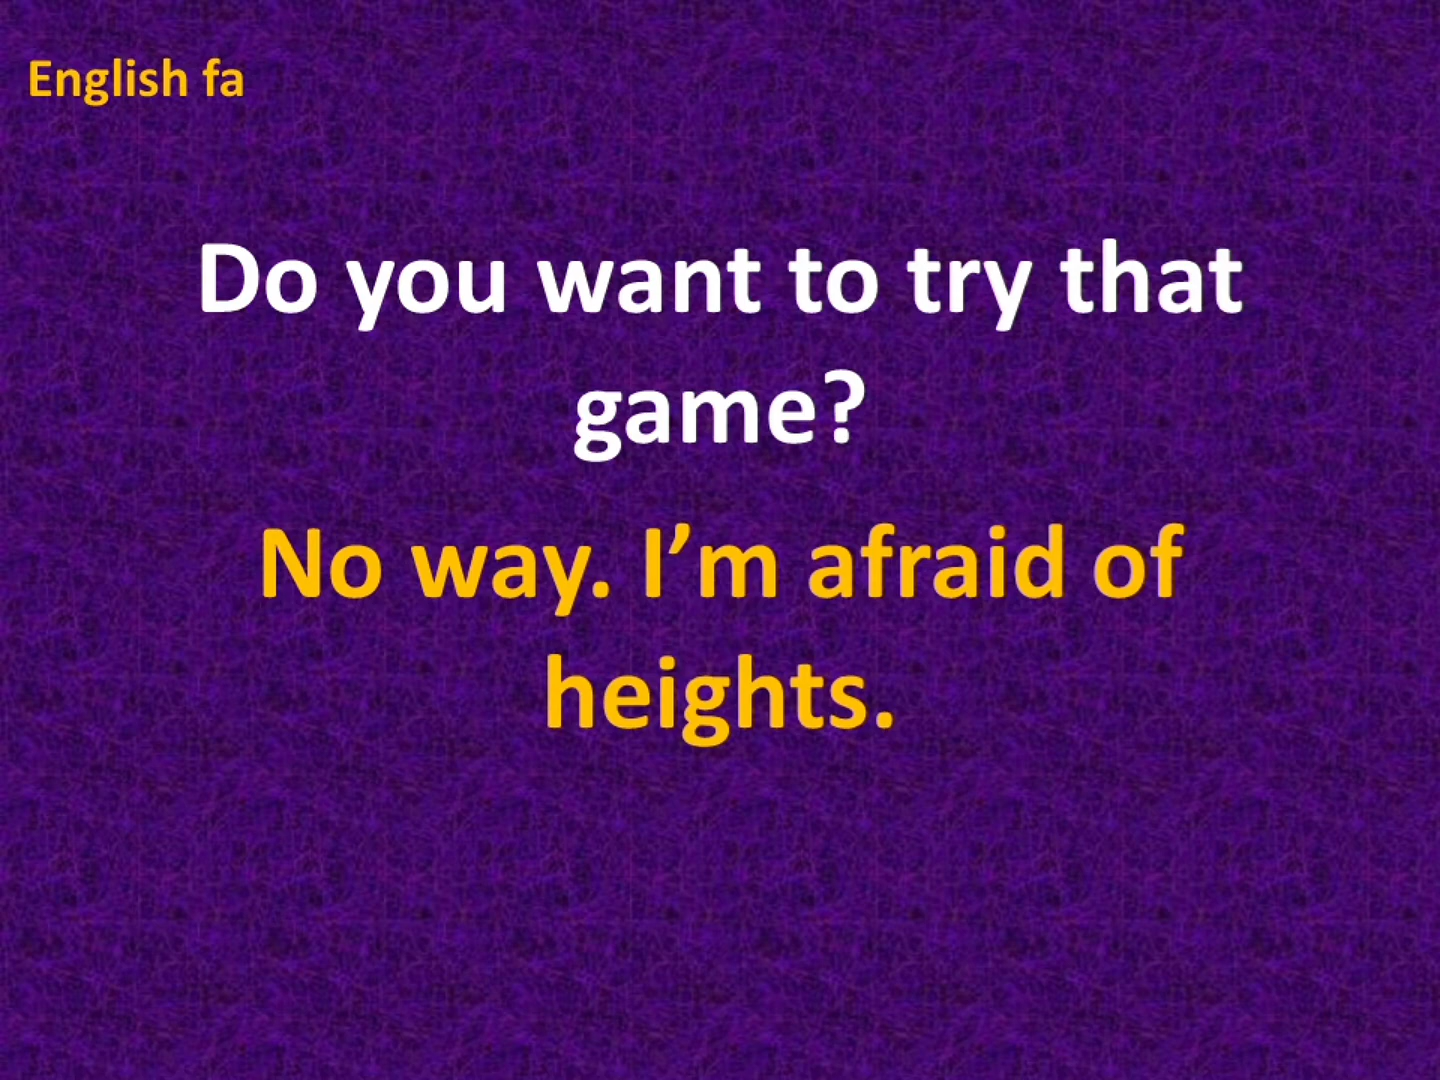 English fa
Do you want to try that
game?
No way. I’m afraid of
heights.